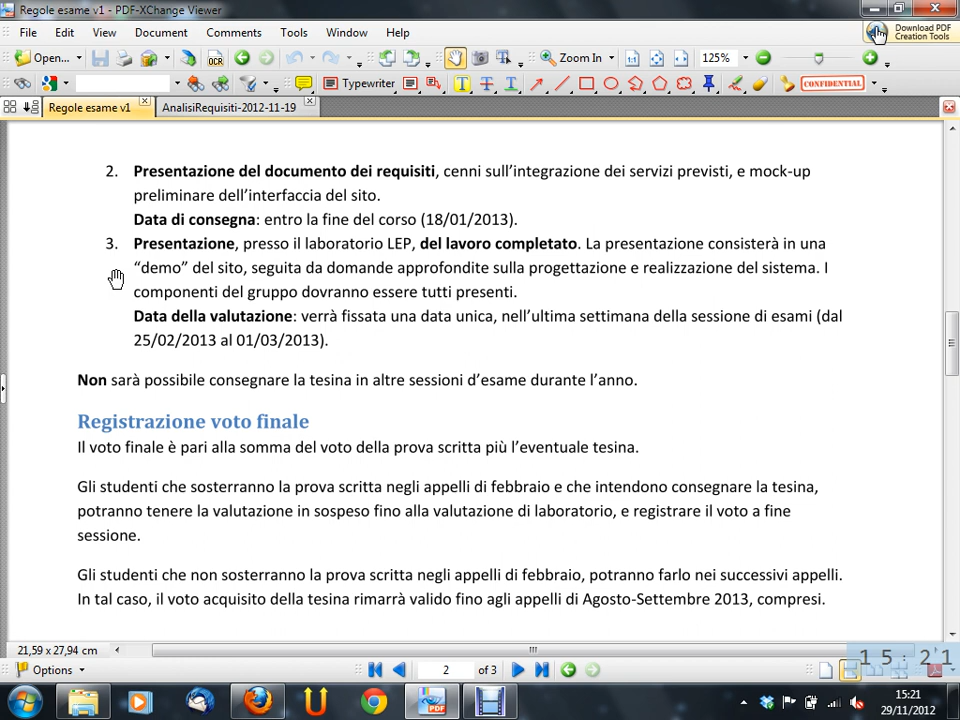 Regole esame v1 - PDF-XChange Viewer
File Edit View Document Comments Tools Window Help
Download PDF
Creation Tools
Open... OCR Zoom In 125%
Typewriter CONFIDENTIAL
Regole esame v1 AnalisiRequisiti-2012-11-19
2. Presentazione del documento dei requisiti, cenni sull’integrazione dei servizi previsti, e mock-up
preliminare dell’interfaccia del sito.
Data di consegna: entro la fine del corso (18/01/2013).
3. Presentazione, presso il laboratorio LEP, del lavoro completato. La presentazione consisterà in una
“demo” del sito, seguita da domande approfondite sulla progettazione e realizzazione del sistema. I
componenti del gruppo dovranno essere tutti presenti.
Data della valutazione: verrà fissata una data unica, nell’ultima settimana della sessione di esami (dal
25/02/2013 al 01/03/2013).
Non sarà possibile consegnare la tesina in altre sessioni d’esame durante l’anno.
Registrazione voto finale
Il voto finale è pari alla somma del voto della prova scritta più l’eventuale tesina.
Gli studenti che sosterranno la prova scritta negli appelli di febbraio e che intendono consegnare la tesina,
potranno tenere la valutazione in sospeso fino alla valutazione di laboratorio, e registrare il voto a fine
sessione.
Gli studenti che non sosterranno la prova scritta negli appelli di febbraio, potranno farlo nei successivi appelli.
In tal caso, il voto acquisito della tesina rimarrà valido fino agli appelli di Agosto-Settembre 2013, compresi.
21,59 x 27,94 cm
15:21
Options 2 of 3
15:21
29/11/2012